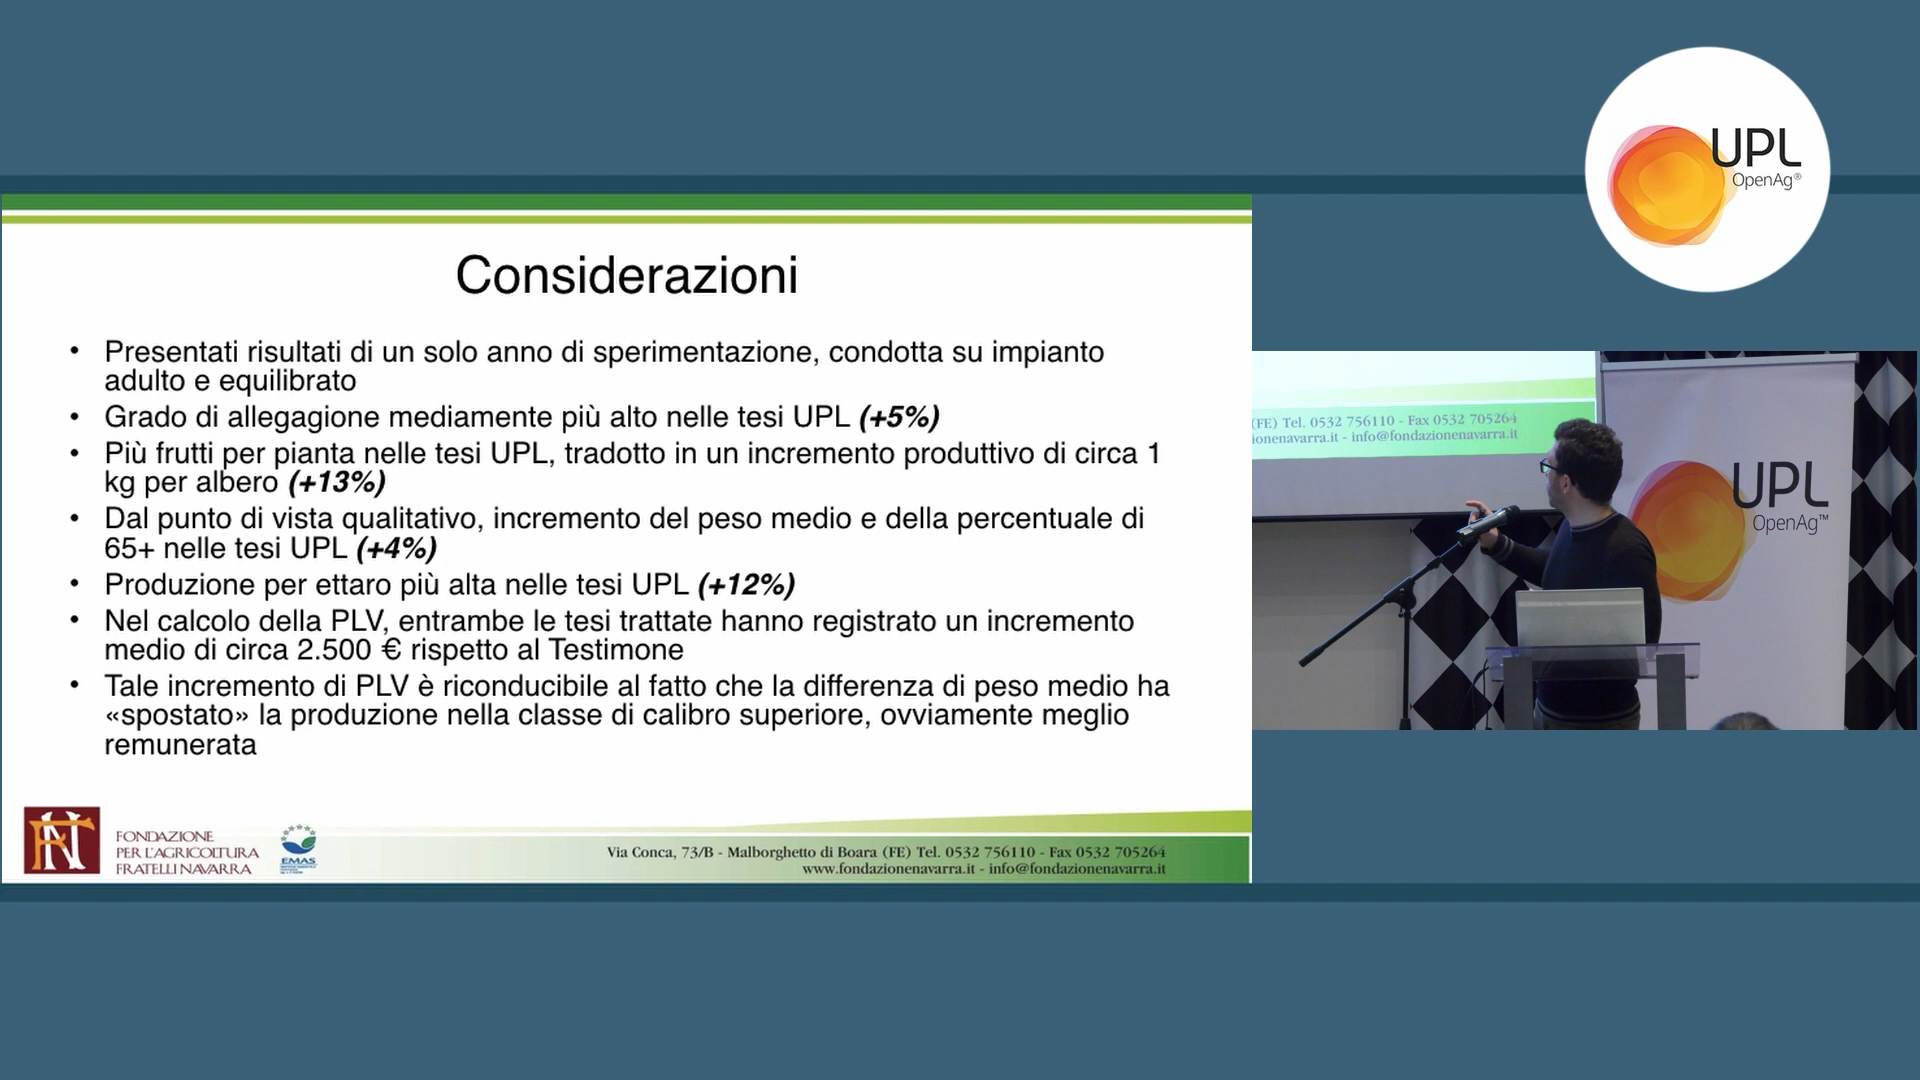 UPL
OpenAg®
Considerazioni
• Presentati risultati di un solo anno di sperimentazione, condotta su impianto
adulto e equilibrato
• Grado di allegagione mediamente più alto nelle tesi UPL (+5%)
• Più frutti per pianta nelle tesi UPL, tradotto in un incremento produttivo di circa 1
kg per albero (+13%)
• Dal punto di vista qualitativo, incremento del peso medio e della percentuale di
65+ nelle tesi UPL (+4%)
• Produzione per ettaro più alta nelle tesi UPL (+12%)
• Nel calcolo della PLV, entrambe le tesi trattate hanno registrato un incremento
medio di circa 2.500 € rispetto al Testimone
• Tale incremento di PLV è riconducibile al fatto che la differenza di peso medio ha
«spostato» la produzione nella classe di calibro superiore, ovviamente meglio
remunerata
FONDAZIONE
PER L'AGRICOLTURA
FRATELLI NAVARRA
EMAS
Via Conca, 73/B - Malborghetto di Boara (FE) Tel. 0532 756110 - Fax 0532 705264
www.fondazionenavarra.it - info@fondazionenavarra.it
(FE) Tel. 0532 756110 - Fax 0532 705264
ionenavarra.it - info@fondazionenavarra.it
UPL
OpenAg™